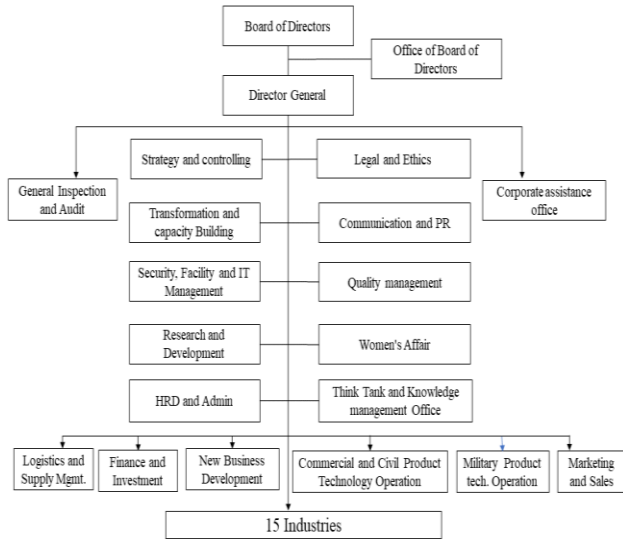 Board of Directors
Office of Board of
Directors
Director General
Strategy and controlling
Legal and Ethics
General Inspection
and Audit
Corporate assistance
office
Transformation and
capacity Building
Communication and PR
Security, Facility and IT
Management
Quality management
Research and
Development
Women's Affair
HRD and Admin
Think Tank and Knowledge
management Office
Logistics and
Supply Mgmt.
Finance and
Investment
New Business
Development
Commercial and Civil Product
Technology Operation
Military Product
tech. Operation
Marketing
and Sales
15 Industries